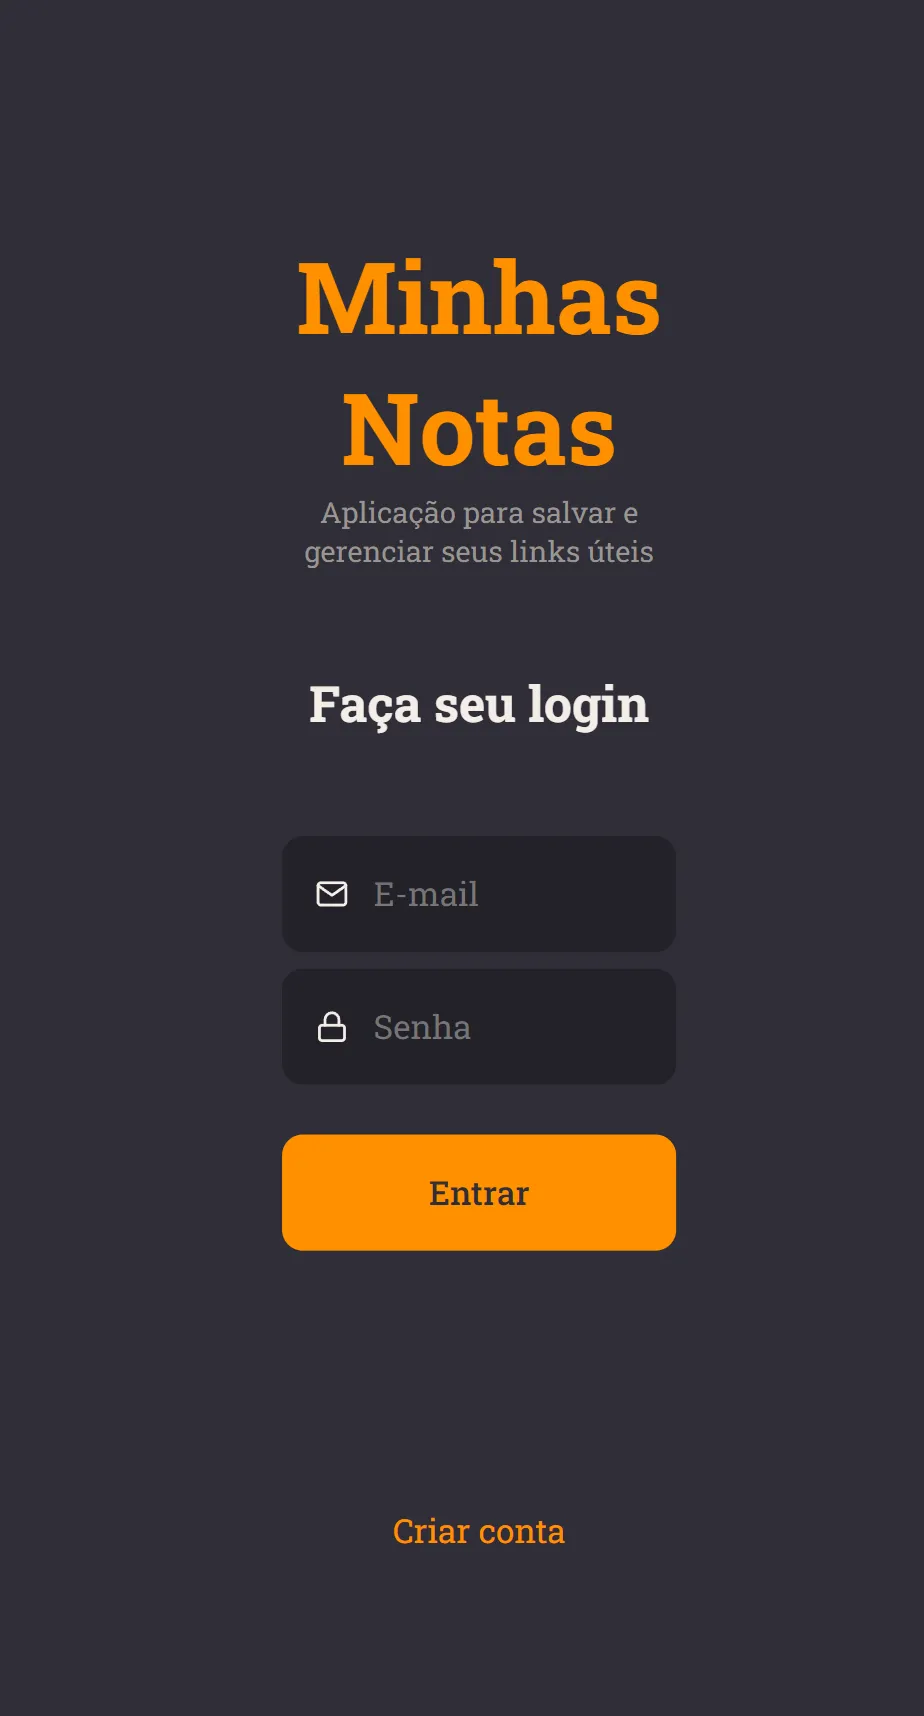 Minhas
Notas
Aplicação para salvar e
gerenciar seus links úteis
Faça seu login
E-mail
Senha
Entrar
Criar conta